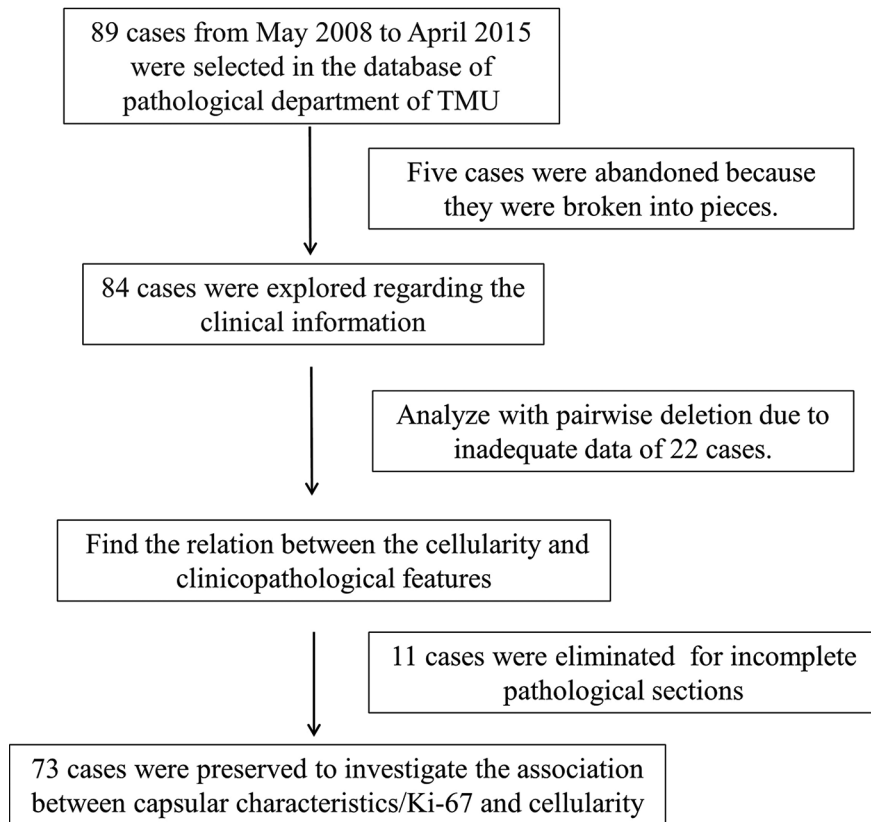 89 cases from May 2008 to April 2015
were selected in the database of
pathological department of TMU
Five cases were abandoned because
they were broken into pieces.
84 cases were explored regarding the
clinical information
Analyze with pairwise deletion due to
inadequate data of 22 cases.
Find the relation between the cellularity and
clinicopathological features
11 cases were eliminated for incomplete
pathological sections
73 cases were preserved to investigate the association
between capsular characteristics/Ki-67 and cellularity